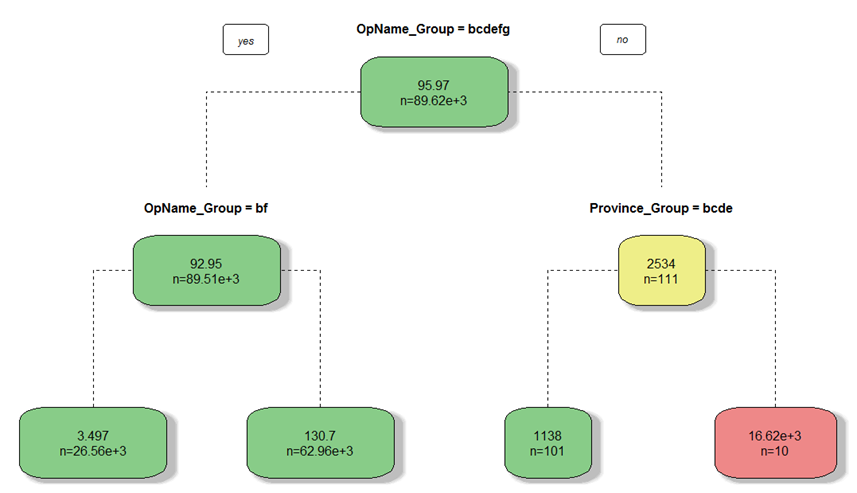 OpName_Group = bcdefg
yes
no
95.97
n=89.62e+3
OpName_Group = bf
Province_Group = bcde
92.95
n=89.51e+3
2534
n=111
3.497
n=26.56e+3
130.7
n=62.96e+3
1138
n=101
16.62e+3
n=10